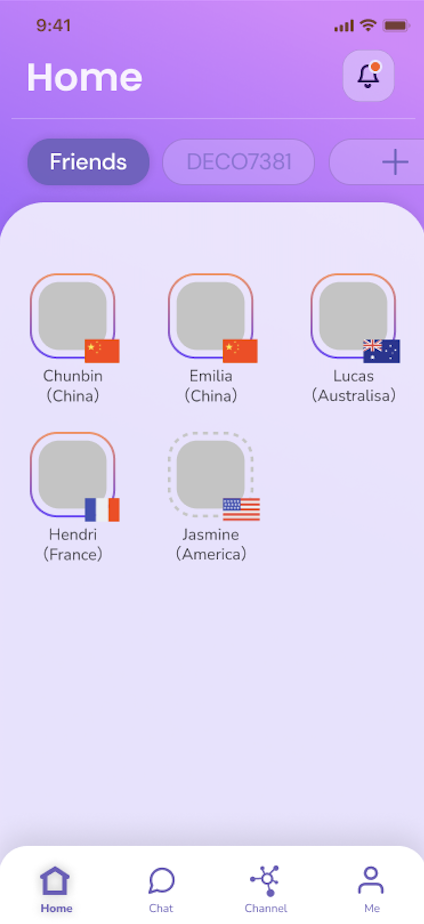 9:41
Home
Friends DECO7381
Chunbin Emilia Lucas
(China) (China) (Australisa)
Hendri Jasmine
(France) (America)
Home Chat Channel Me